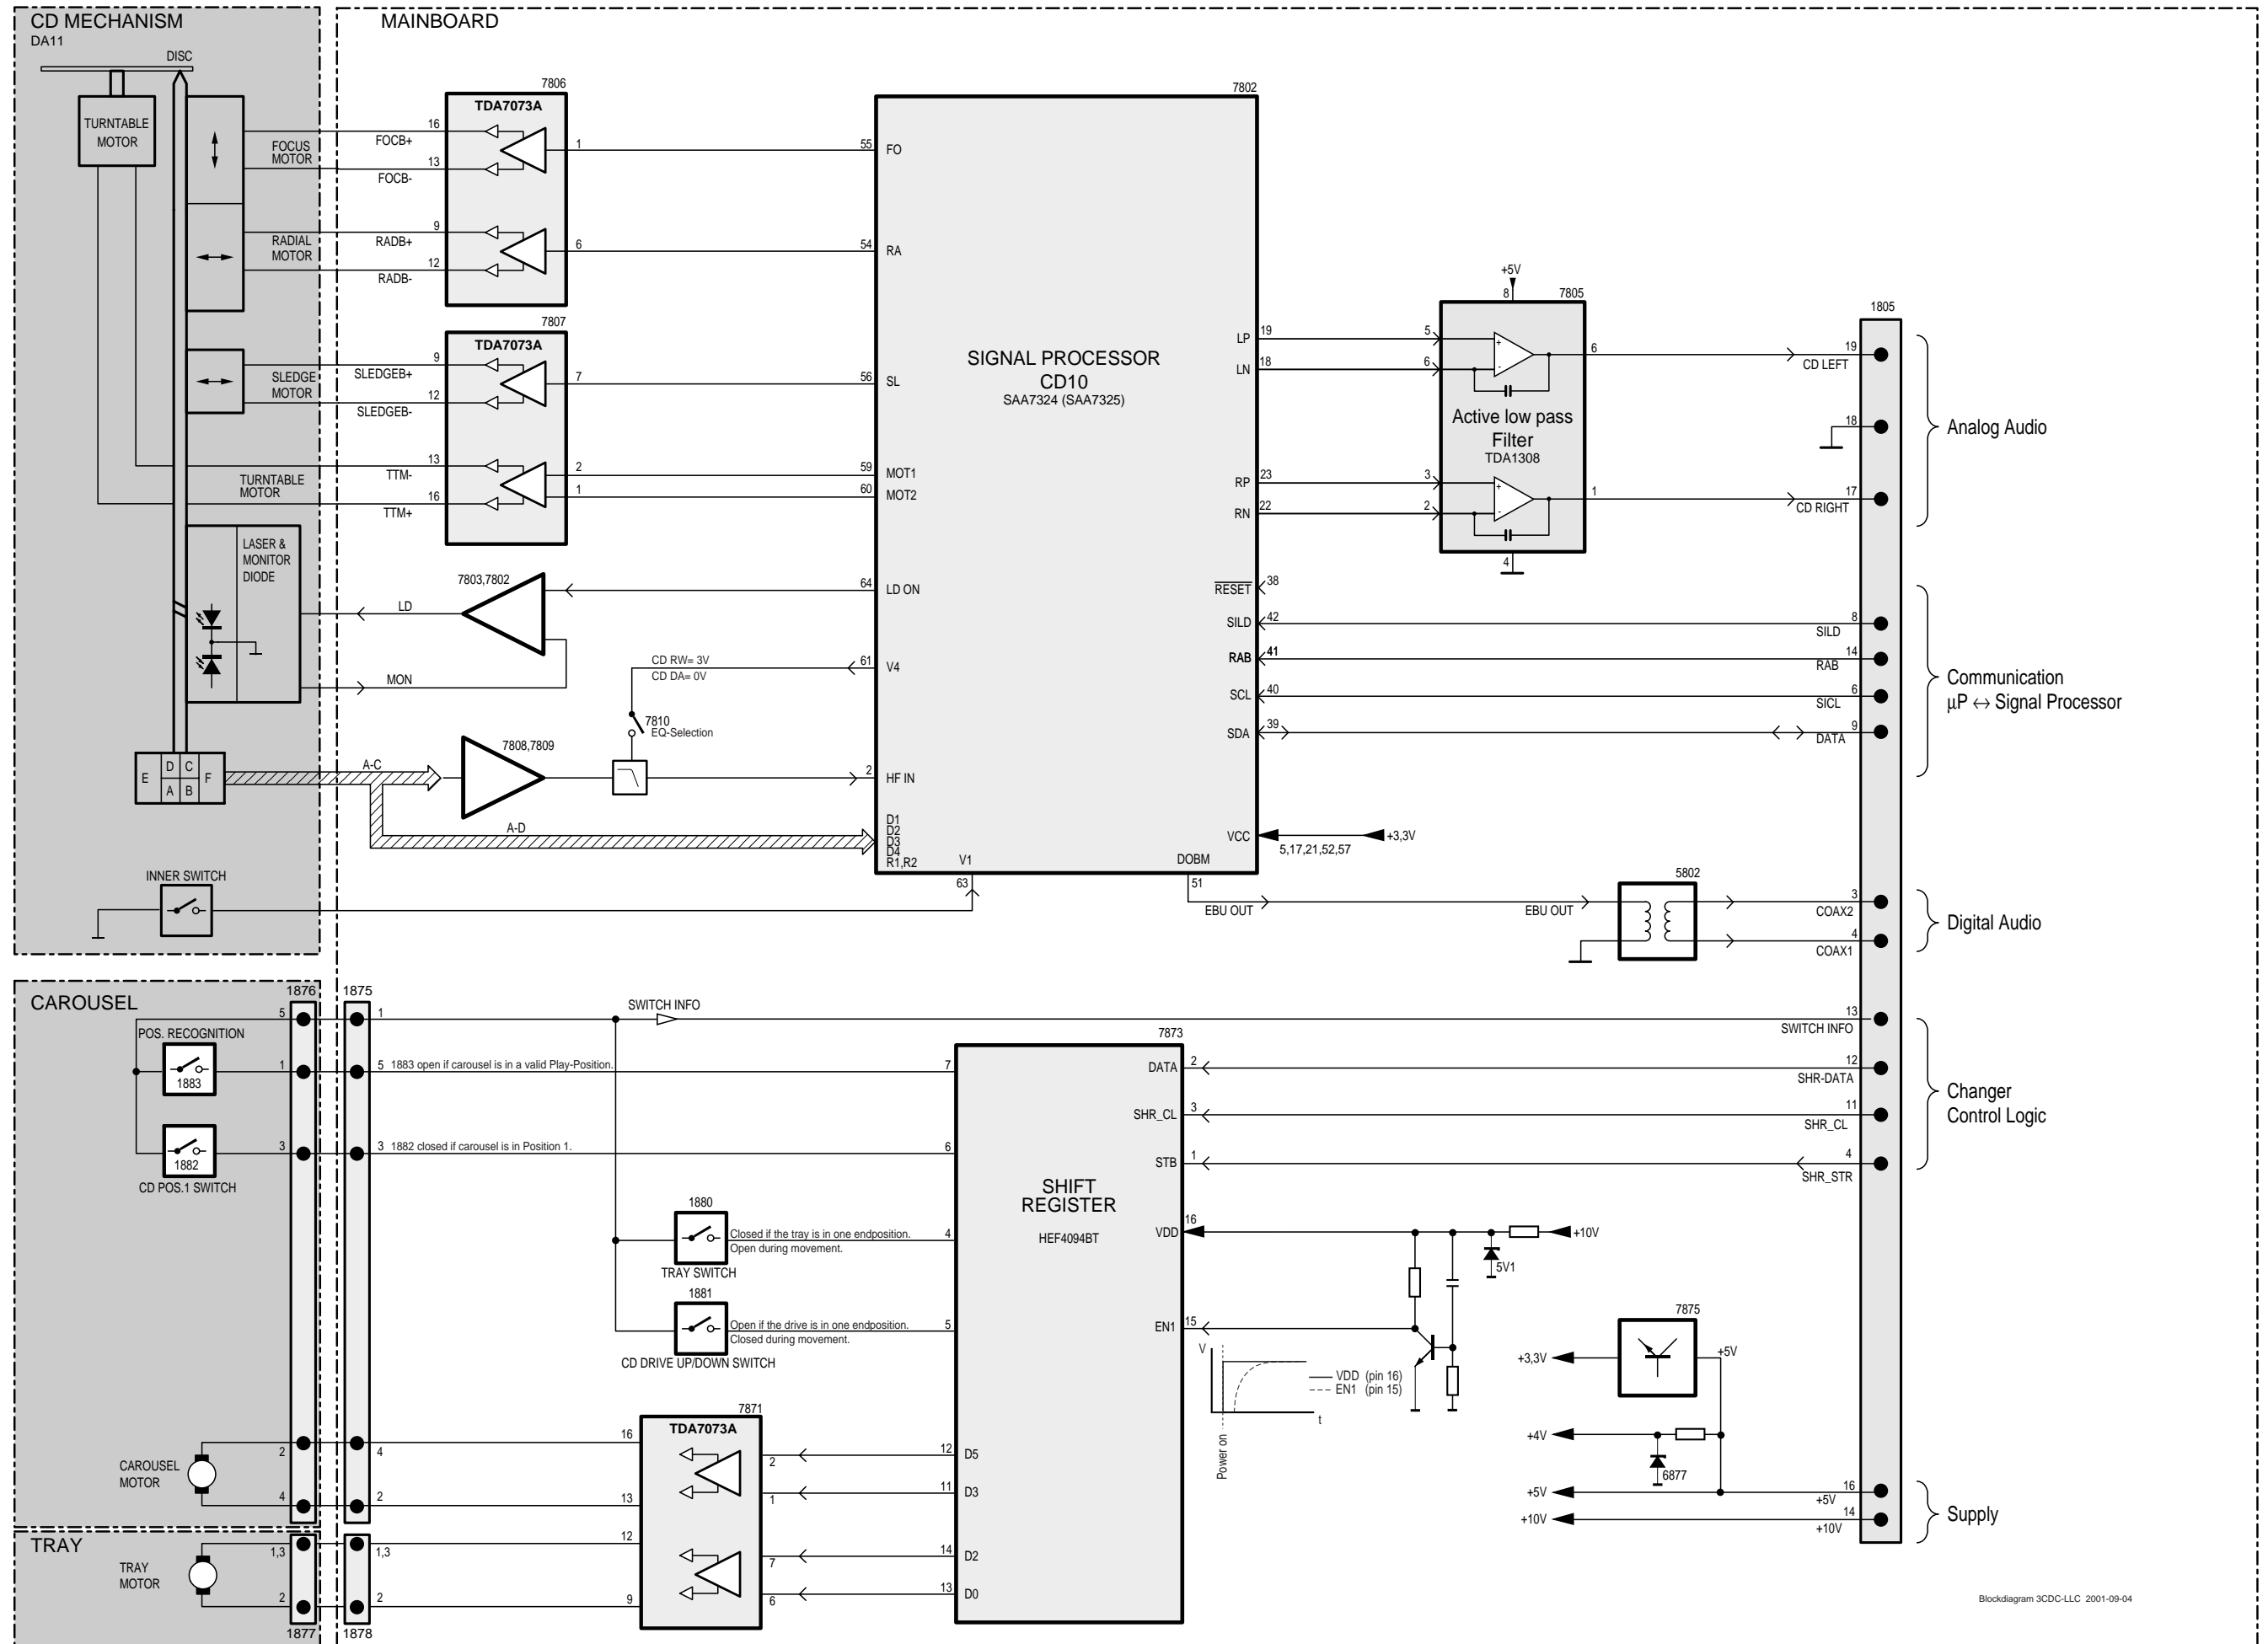 CD MECHANISM
DA11
DISC
TURNTABLE
MOTOR
FOCUS
MOTOR
RADIAL
MOTOR
SLEDGE
MOTOR
TURNTABLE
MOTOR
LASER &
MONITOR
DIODE
E
D
C
A
B
F
INNER SWITCH
MAINBOARD
7806
TDA7073A
16
FOCB+
13
FOCB-
9
RADB+
12
RADB-
1
6
7807
TDA7073A
9
SLEDGEB+
12
SLEDGEB-
13
TTM-
16
TTM+
7
2
1
7803,7802
LD
MON
CD RW= 3V
CD DA= 0V
7810
EQ-Selection
7808,7809
A-C
A-D
7802
SIGNAL PROCESSOR
CD10
SAA7324 (SAA7325)
55 FO
54 RA
56 SL
59 MOT1
60 MOT2
64 LD ON
61 V4
2 HF IN
D1
D2
D3
D4
R1,R2
V1
63
DOBM
51
LP 19
LN 18
RP 23
RN 22
RESET 38
SILD 42
RAB 41
SCL 40
SDA 39
VCC
5,17,21,52,57
+3,3V
+5V
8
7805
5
+
6
-
6
Active low pass
Filter
TDA1308
3
+
2
-
1
4
1805
19
CD LEFT
18
17
CD RIGHT
Analog Audio
8
SILD
14
RAB
6
SICL
9
DATA
Communication
µP ↔ Signal Processor
EBU OUT
EBU OUT
5802
3
COAX2
4
COAX1
Digital Audio
CAROUSEL
1876
1875
POS. RECOGNITION
1883
1882
CD POS.1 SWITCH
5
1
1
5 1883 open if carousel is in a valid Play-Position.
3
3 1882 closed if carousel is in Position 1.
SWITCH INFO
1880
Closed if the tray is in one endposition.
Open during movement.
TRAY SWITCH
1881
Open if the drive is in one endposition.
Closed during movement.
CD DRIVE UP/DOWN SWITCH
7873
SHIFT
REGISTER
HEF4094BT
7
6
4
5
DATA 2
SHR_CL 3
STB 1
VDD 16
EN1 15
12 D5
11 D3
14 D2
13 D0
13
SWITCH INFO
12
SHR-DATA
11
SHR_CL
4
SHR_STR
Changer
Control Logic
+10V
5V1
V
VDD (pin 16)
EN1 (pin 15)
t
Power on
7875
+3,3V
+5V
+4V
6877
+5V
+10V
16
+5V
14
+10V
Supply
CAROUSEL
MOTOR
2
4
4
2
7871
TDA7073A
16
13
12
9
2
1
7
6
TRAY
TRAY
MOTOR
1,3
2
1,3
2
1877
1878
Blockdiagram 3CDC-LLC 2001-09-04